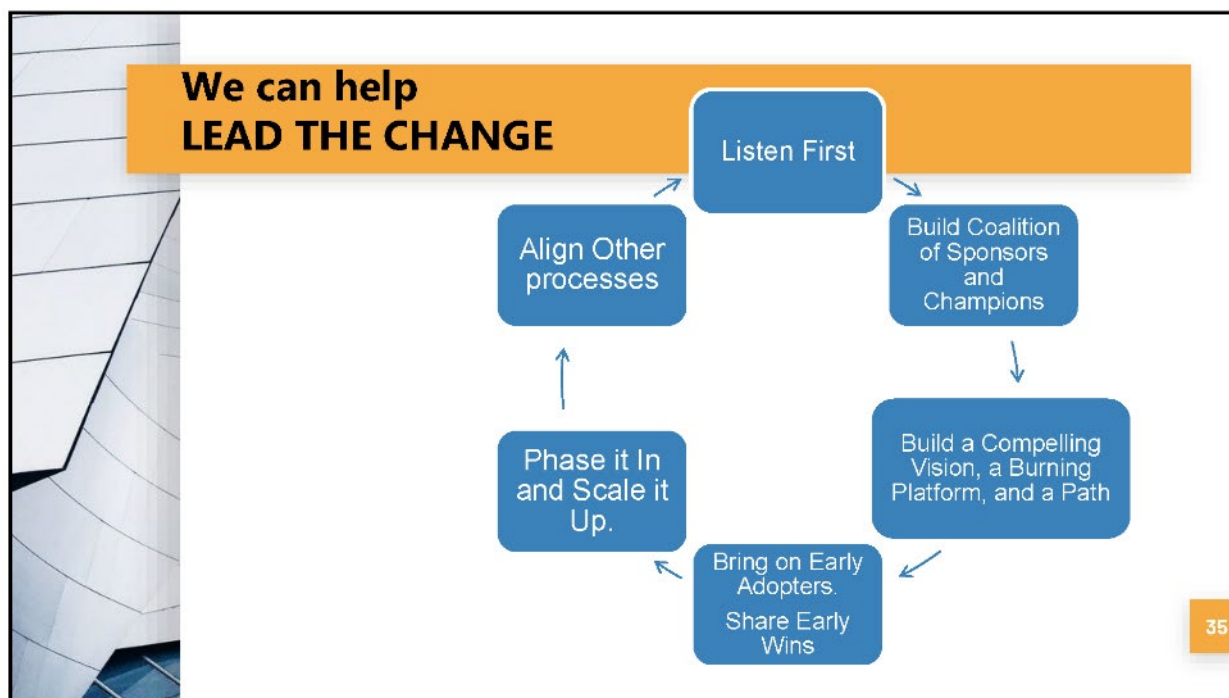 We can help
LEAD THE CHANGE
Listen First
Build Coalition
of Sponsors
and
Champions
Build a Compelling
Vision, a Burning
Platform, and a Path
Bring on Early
Adopters.
Share Early
Wins
Phase it In
and Scale it
Up.
Align Other
processes
35